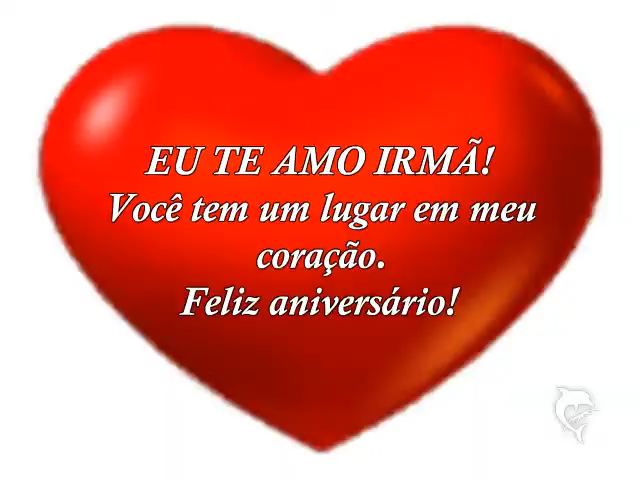 EU TE AMO IRMÃ!
Você tem um lugar em meu
coração.
Feliz aniversário!